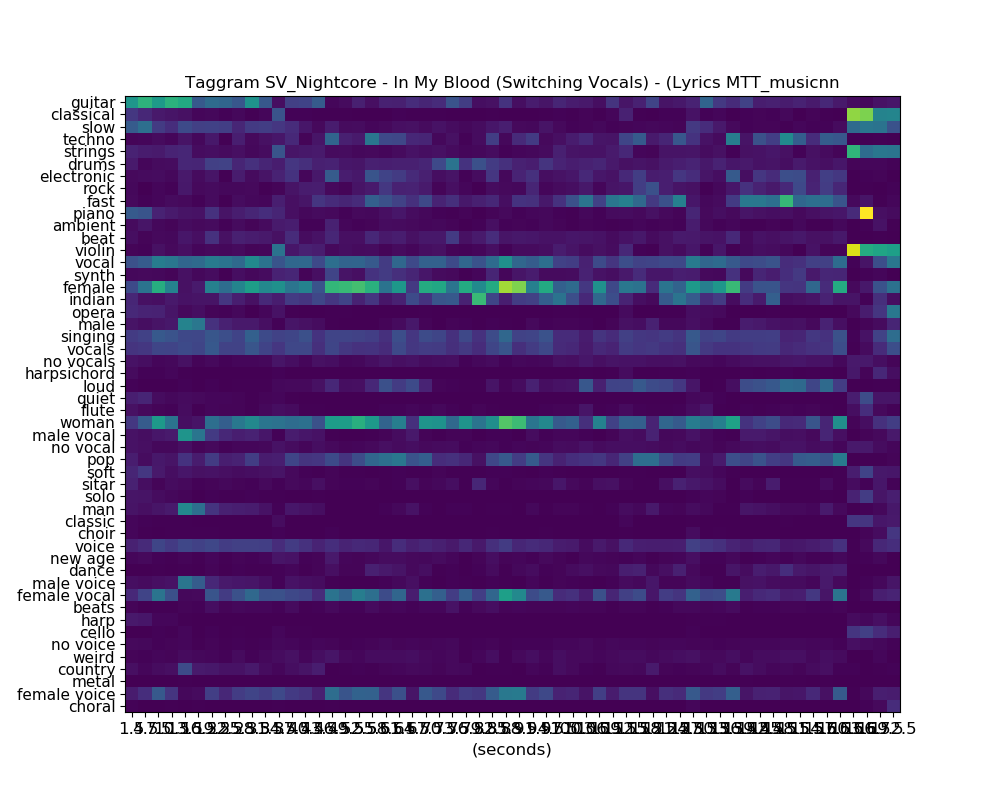 Taggram SV_Nightcore - In My Blood (Switching Vocals) - (Lyrics MTT_musicnn
guitar
classical
slow
techno
strings
drums
electronic
rock
fast
piano
ambient
beat
violin
vocal
synth
female
indian
opera
male
singing
vocals
no vocals
harpsichord
loud
quiet
flute
woman
male vocal
no vocal
pop
soft
sitar
solo
man
classic
choir
voice
new age
dance
male voice
female vocal
beats
harp
cello
no voice
weird
country
metal
female voice
choral
(seconds)